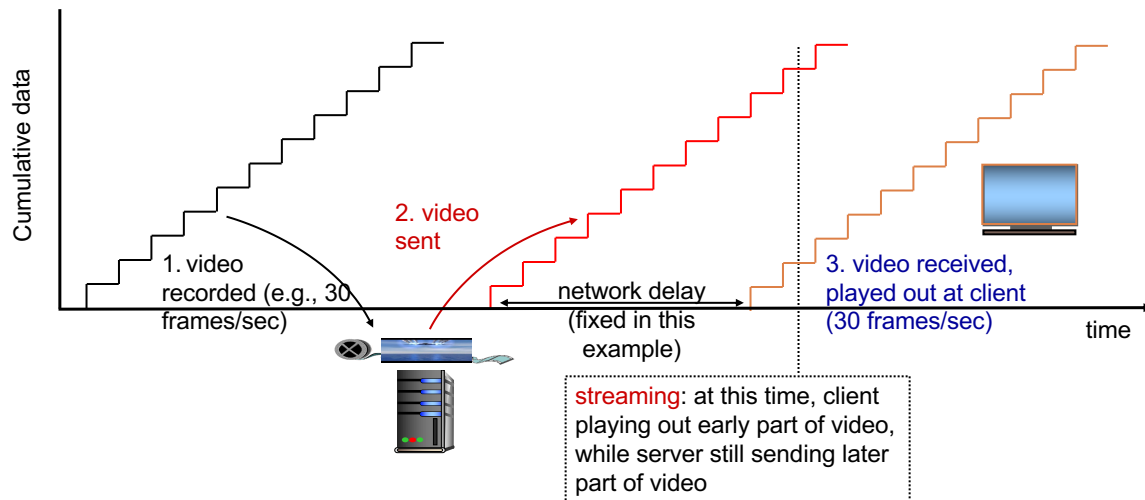 Cumulative data
1. video
recorded (e.g., 30
frames/sec)
2. video
sent
network delay
(fixed in this
example)
3. video received,
played out at client
(30 frames/sec)
time
streaming: at this time, client
playing out early part of video,
while server still sending later
part of video